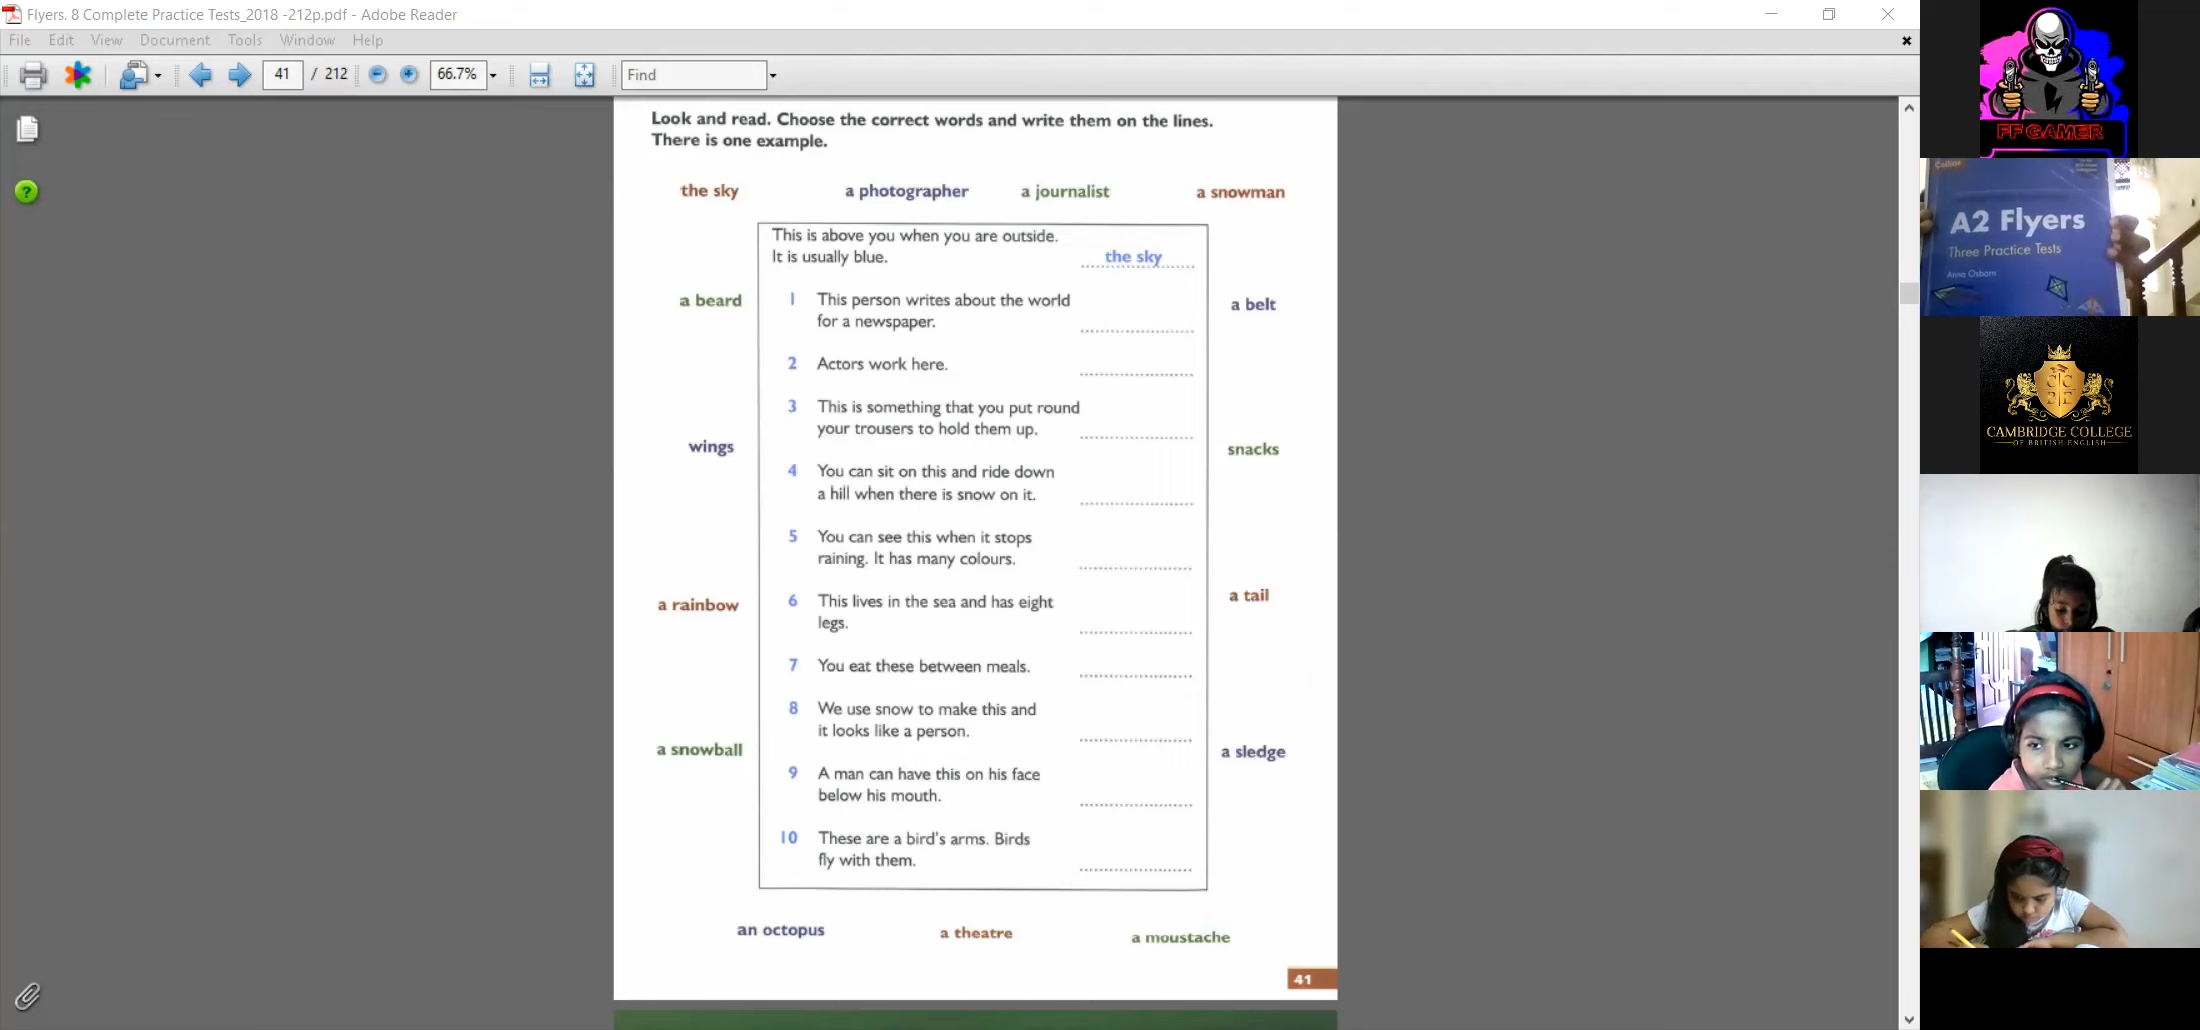 Flyers. 8 Complete Practice Tests_2018 -212p.pdf - Adobe Reader
File Edit View Document Tools Window Help
41 / 212 66.7% Find
Look and read. Choose the correct words and write them on the lines.
There is one example.
the sky a photographer a journalist a snowman
This is above you when you are outside.
It is usually blue. the sky
a beard
1 This person writes about the world
for a newspaper.
a belt
2 Actors work here.
3 This is something that you put round
your trousers to hold them up.
wings
snacks
4 You can sit on this and ride down
a hill when there is snow on it.
5 You can see this when it stops
raining. It has many colours.
a rainbow
a tail
6 This lives in the sea and has eight
legs.
7 You eat these between meals.
8 We use snow to make this and
it looks like a person.
a snowball
a sledge
9 A man can have this on his face
below his mouth.
10 These are a bird's arms. Birds
fly with them.
an octopus a theatre a moustache
41
FF GAMER
Collins
A2 Flyers
Three Practice Tests
Anna Osborn
CAMBRIDGE COLLEGE
OF BRITISH ENGLISH